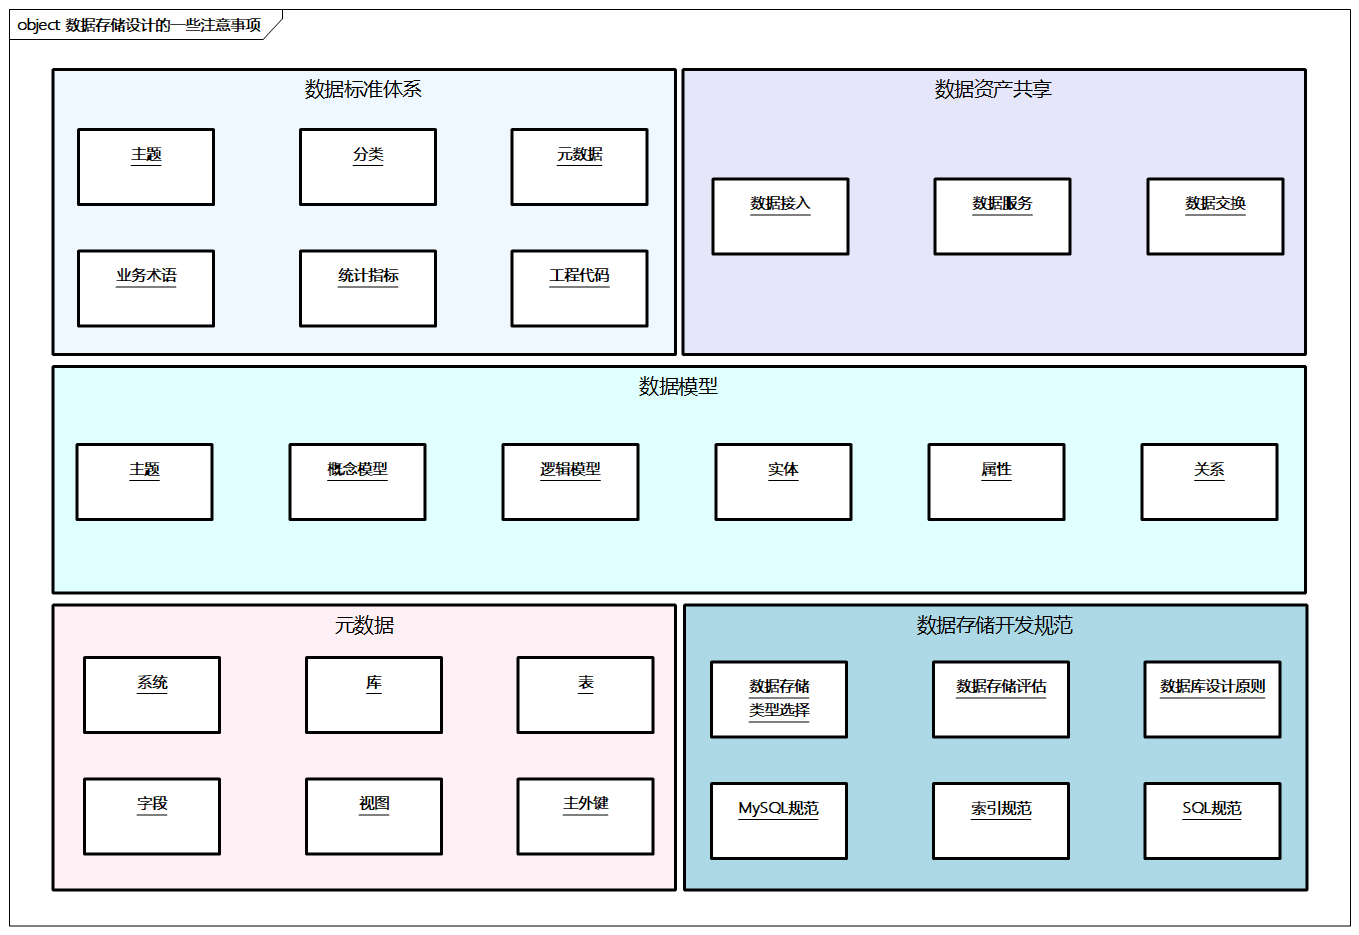 object 数据存储设计的一些注意事项
数据标准体系
主题
分类
元数据
业务术语
统计指标
工程代码
数据资产共享
数据接入
数据服务
数据交换
数据模型
主题
概念模型
逻辑模型
实体
属性
关系
元数据
系统
库
表
字段
视图
主外键
数据存储开发规范
数据存储
类型选择
数据存储评估
数据库设计原则
MySQL规范
索引规范
SQL规范